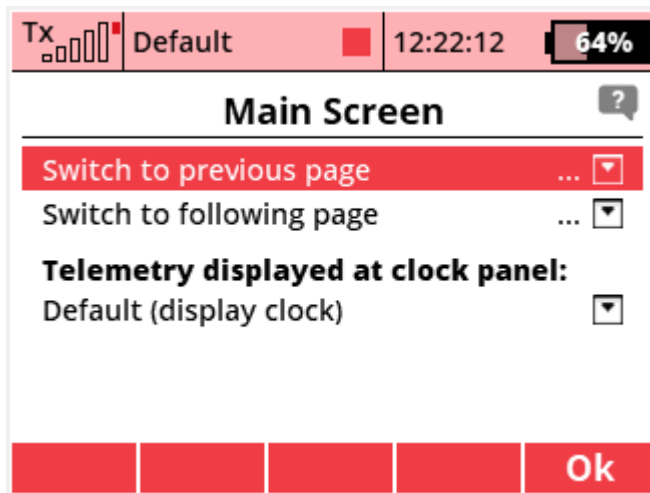 Tx Default 12:22:12 64%
Main Screen ?
Switch to previous page ...
Switch to following page ...
Telemetry displayed at clock panel:
Default (display clock)
Ok